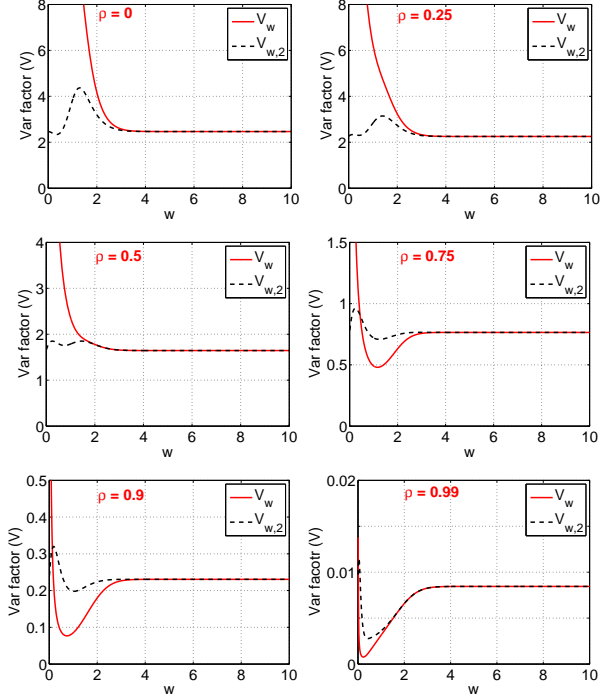 8
6
4
2
0
Var factor (V)
ρ = 0
V_w
V_w,2
0 2 4 6 8 10
w
8
6
4
2
0
Var factor (V)
ρ = 0.25
V_w
V_w,2
0 2 4 6 8 10
w
4
3
2
1
0
Var factor (V)
ρ = 0.5
V_w
V_w,2
0 2 4 6 8 10
w
1.5
1
0.5
0
Var factor (V)
ρ = 0.75
V_w
V_w,2
0 2 4 6 8 10
w
0.5
0.4
0.3
0.2
0.1
0
Var factor (V)
ρ = 0.9
V_w
V_w,2
0 2 4 6 8 10
w
0.02
0.015
0.01
0.005
0
Var facotr (V)
ρ = 0.99
V_w
V_w,2
0 2 4 6 8 10
w